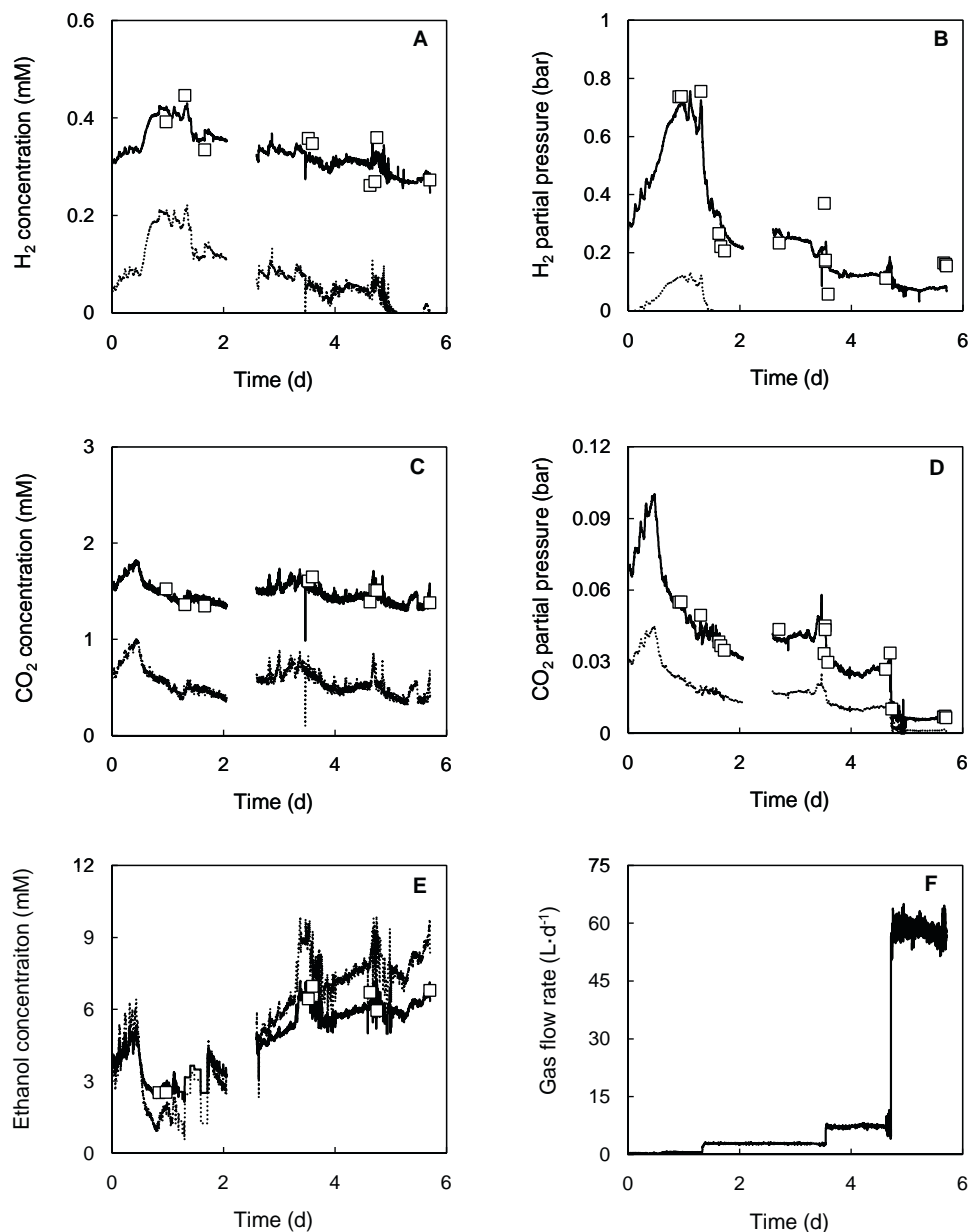 A
H2 concentration (mM)
0.6
0.4
0.2
0
0 2 4 6
Time (d)
B
H2 partial pressure (bar)
1
0.8
0.6
0.4
0.2
0
0 2 4 6
Time (d)
C
CO2 concentration (mM)
3
2
1
0
0 2 4 6
Time (d)
D
CO2 partial pressure (bar)
0.12
0.09
0.06
0.03
0
0 2 4 6
Time (d)
E
Ethanol concentraiton (mM)
12
9
6
3
0
0 2 4 6
Time (d)
F
Gas flow rate (L·d-1)
75
60
45
30
15
0
0 2 4 6
Time (d)